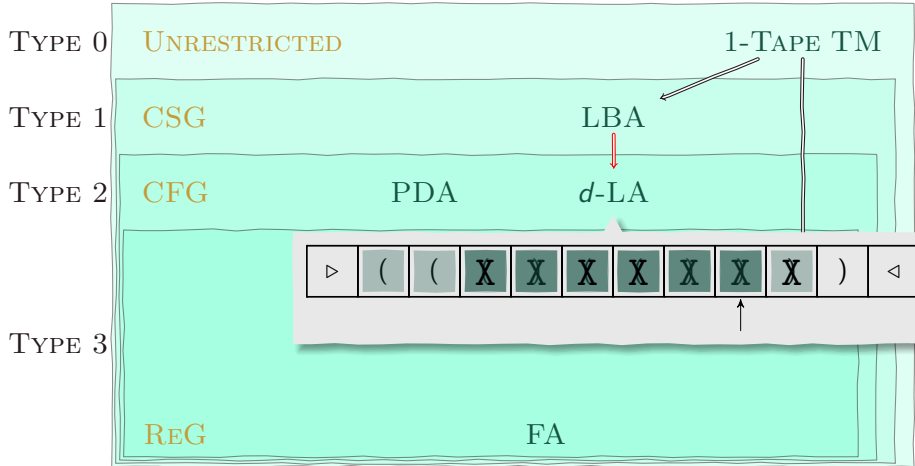 TYPE 0 UNRESTRICTED 1-TAPE TM
TYPE 1 CSG LBA
TYPE 2 CFG PDA d-LA
▷ ( ( X X X X X X X ) ◁
TYPE 3
REG FA